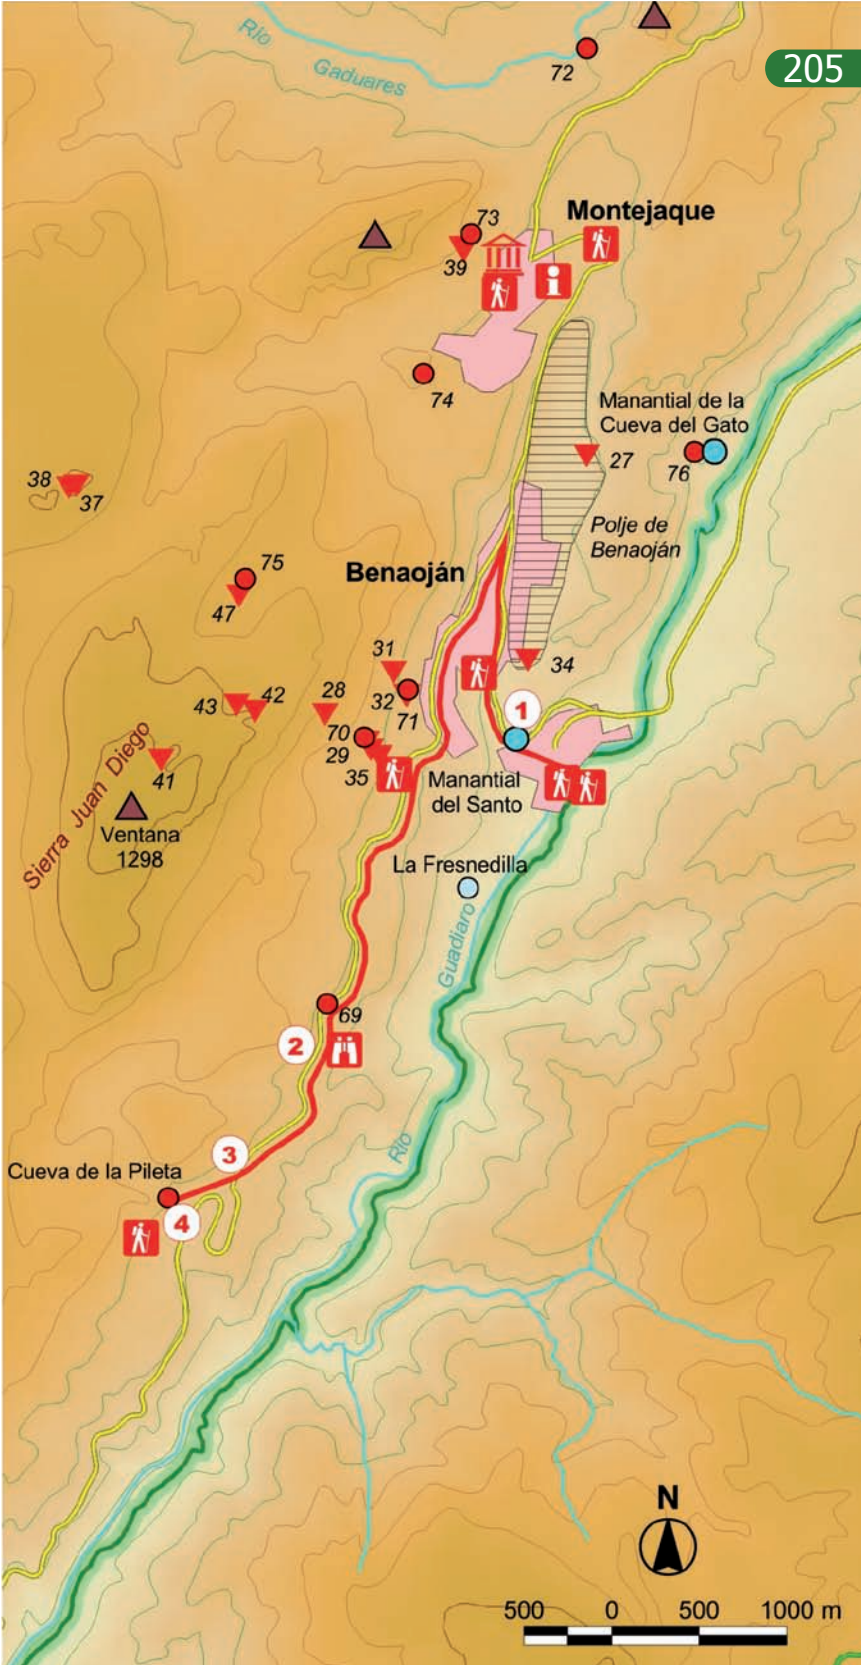 Río
Gaduares
72
205
Montejaque
73
39
i
74
Manantial de la
Cueva del Gato
38
37
27
76
Polje de
Benaoján
Benaoján
75
47
31
34
32
43
42
28
71
1
70
29
35
41
Manantial
del Santo
Sierra Juan Diego
Ventana
1298
La Fresnedilla
Guadiaro
69
2
3
Río
Cueva de la Pileta
4
N
500 0 500 1000 m